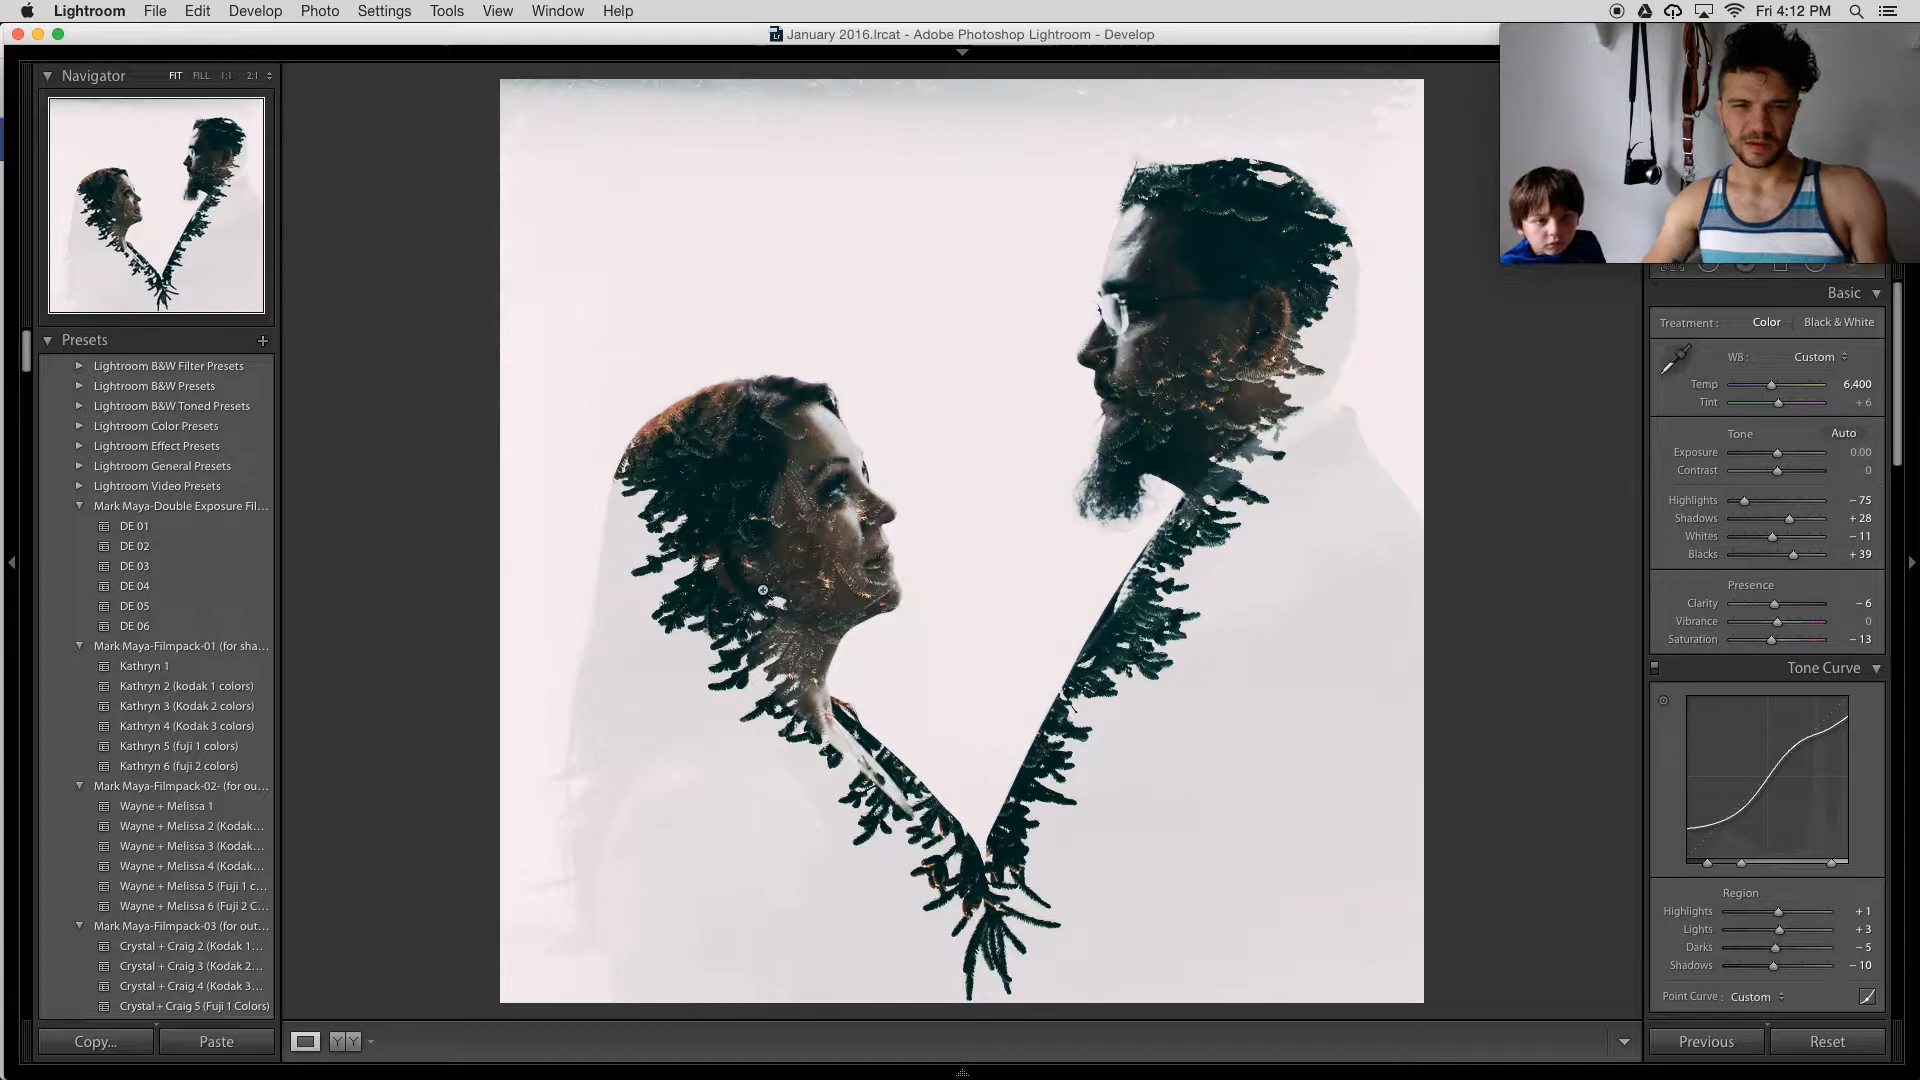 Lightroom File Edit Develop Photo Settings Tools View Window Help Fri 4:12 PM
January 2016.lrcat - Adobe Photoshop Lightroom - Develop
Navigator FIT FILL 1:1 2:1
Presets +
Lightroom B&W Filter Presets
Lightroom B&W Presets
Lightroom B&W Toned Presets
Lightroom Color Presets
Lightroom Effect Presets
Lightroom General Presets
Lightroom Video Presets
Mark Maya-Double Exposure Fil...
DE 01
DE 02
DE 03
DE 04
DE 05
DE 06
Mark Maya-Filmpack-01 (for sha...
Kathryn 1
Kathryn 2 (kodak 1 colors)
Kathryn 3 (Kodak 2 colors)
Kathryn 4 (Kodak 3 colors)
Kathryn 5 (fuji 1 colors)
Kathryn 6 (fuji 2 colors)
Mark Maya-Filmpack-02- (for ou...
Wayne + Melissa 1
Wayne + Melissa 2 (Kodak...
Wayne + Melissa 3 (Kodak...
Wayne + Melissa 4 (Kodak...
Wayne + Melissa 5 (Fuji 1 c...
Wayne + Melissa 6 (Fuji 2 C...
Mark Maya-Filmpack-03 (for out...
Crystal + Craig 2 (Kodak 1...
Crystal + Craig 3 (Kodak 2...
Crystal + Craig 4 (Kodak 3...
Crystal + Craig 5 (Fuji 1 Colors)
Copy... Paste
Basic
Treatment : Color Black & White
WB : Custom
Temp 6,400
Tint + 6
Tone Auto
Exposure 0.00
Contrast 0
Highlights − 75
Shadows + 28
Whites − 11
Blacks + 39
Presence
Clarity − 6
Vibrance 0
Saturation − 13
Tone Curve
Region
Highlights + 1
Lights + 3
Darks − 5
Shadows − 10
Point Curve : Custom
Previous Reset